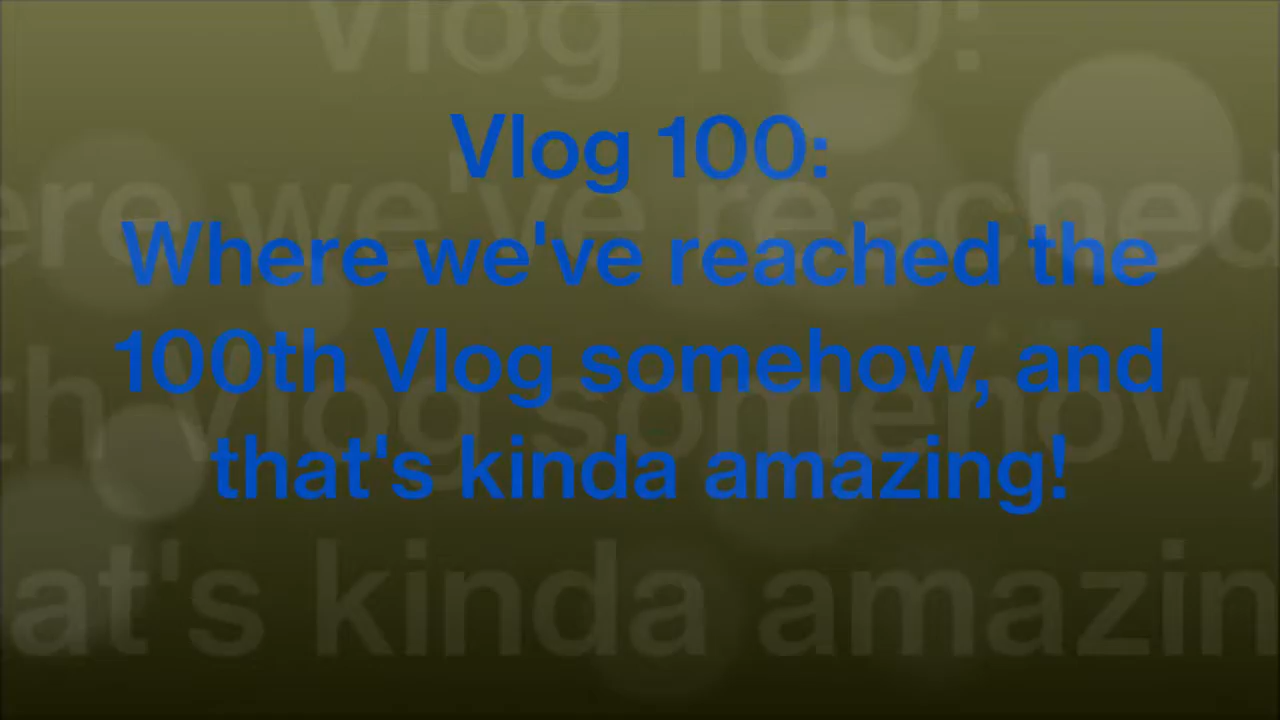 Vlog 100:
Where we've reached the
100th Vlog somehow, and
that's kinda amazing!